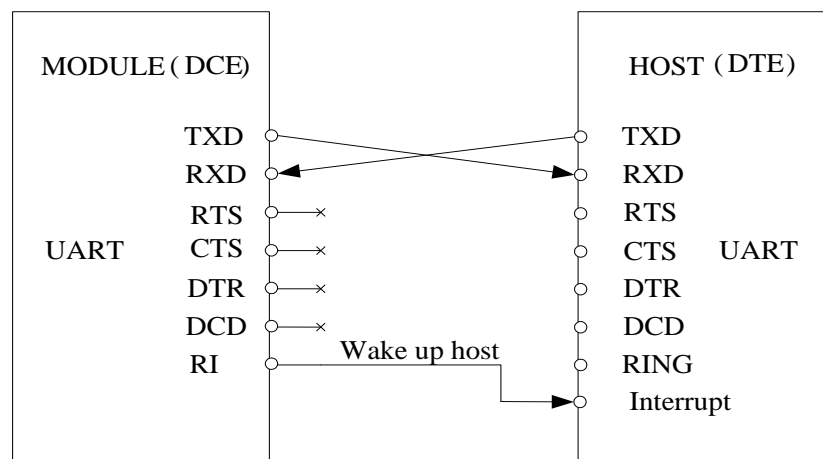 MODULE ( DCE )
HOST ( DTE )
TXD
RXD
RTS
CTS
DTR
DCD
RI
UART
Wake up host
TXD
RXD
RTS
CTS
DTR
DCD
RING
Interrupt
UART